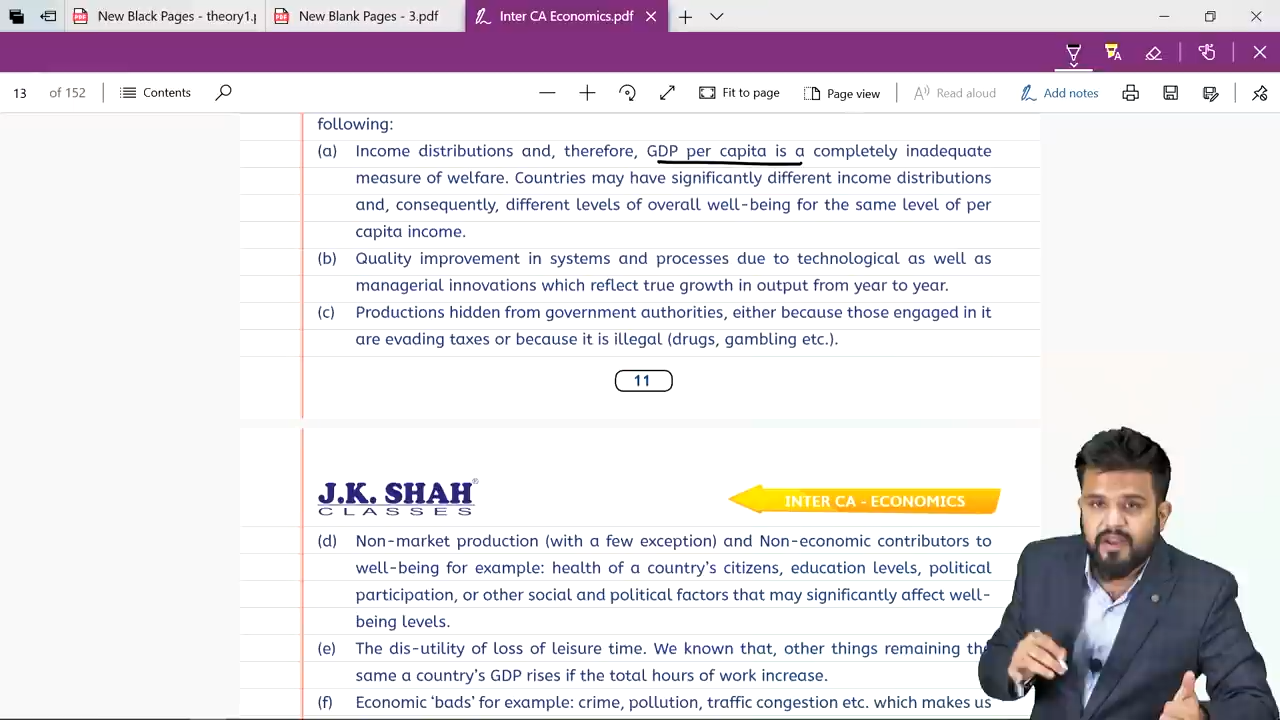 New Black Pages - theory1.p
New Blank Pages - 3.pdf
Inter CA Economics.pdf
13 of 152
Contents
Fit to page
Page view
Read aloud
Add notes
following:
(a) Income distributions and, therefore, GDP per capita is a completely inadequate
measure of welfare. Countries may have significantly different income distributions
and, consequently, different levels of overall well-being for the same level of per
capita income.
(b) Quality improvement in systems and processes due to technological as well as
managerial innovations which reflect true growth in output from year to year.
(c) Productions hidden from government authorities, either because those engaged in it
are evading taxes or because it is illegal (drugs, gambling etc.).
11
J.K. SHAH®
CLASSES
INTER CA - ECONOMICS
(d) Non-market production (with a few exception) and Non-economic contributors to
well-being for example: health of a country's citizens, education levels, political
participation, or other social and political factors that may significantly affect well-
being levels.
(e) The dis-utility of loss of leisure time. We known that, other things remaining the
same a country's GDP rises if the total hours of work increase.
(f) Economic 'bads' for example: crime, pollution, traffic congestion etc. which makes us